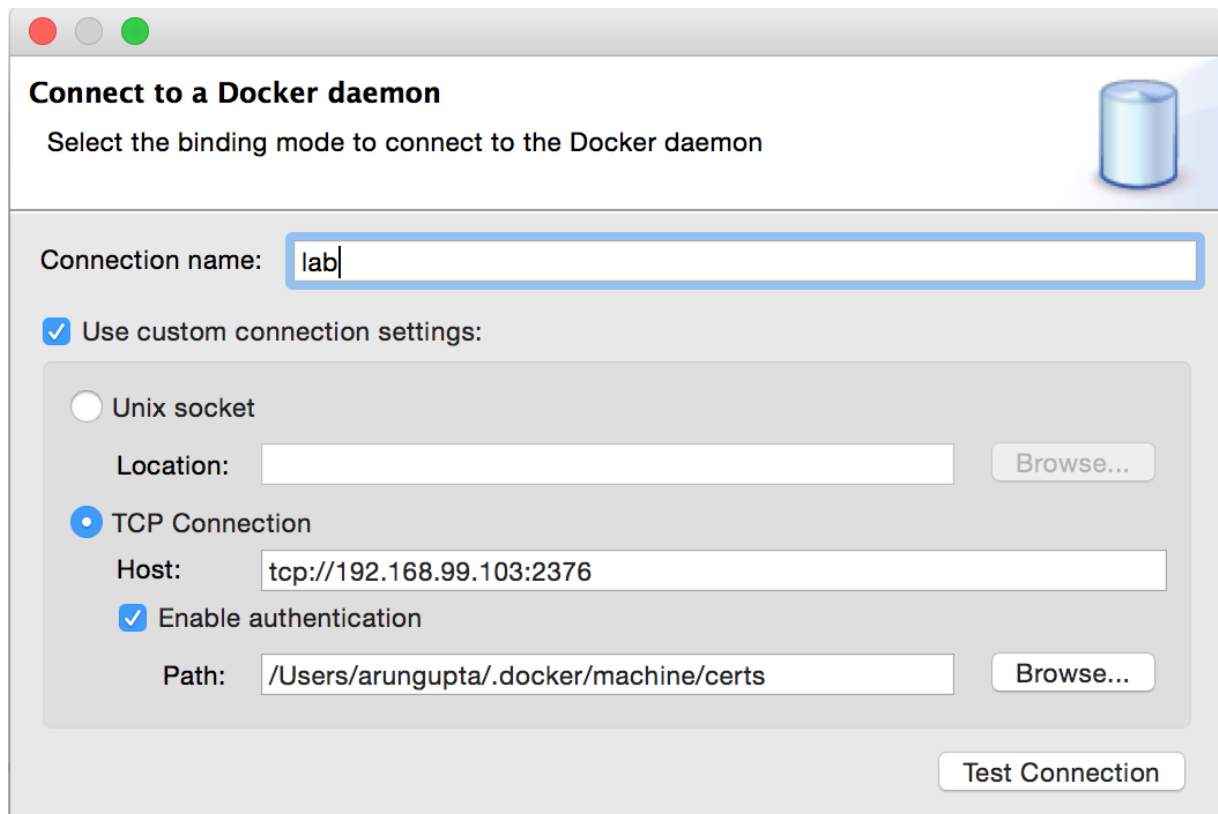 Connect to a Docker daemon
Select the binding mode to connect to the Docker daemon
Connection name: lab
Use custom connection settings:
Unix socket
Location: Browse...
TCP Connection
Host: tcp://192.168.99.103:2376
Enable authentication
Path: /Users/arungupta/.docker/machine/certs Browse...
Test Connection